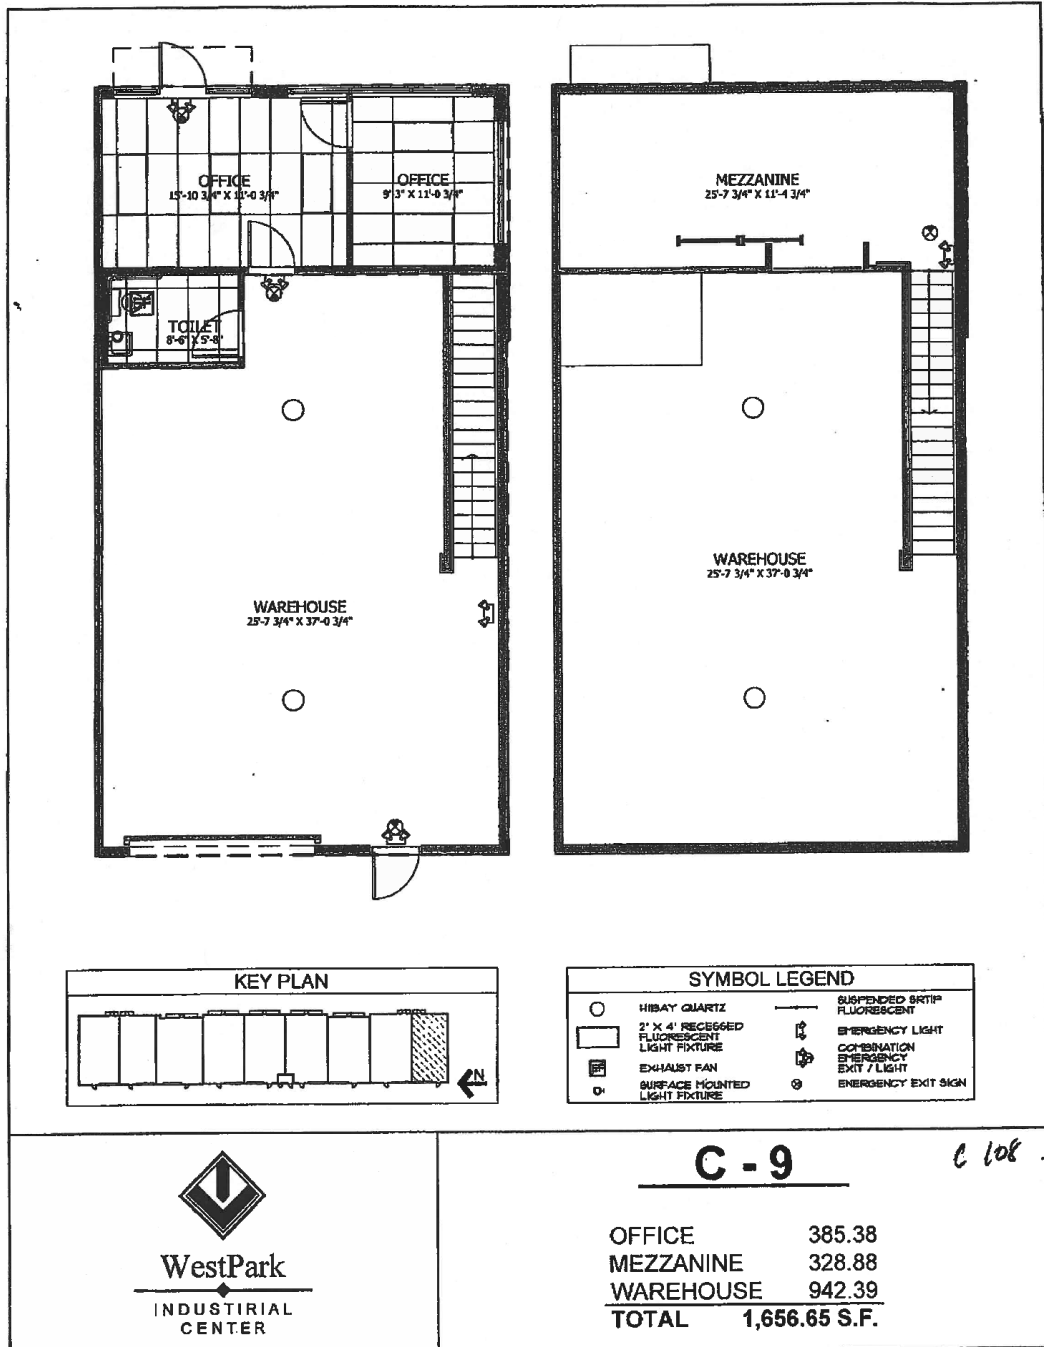 OFFICE
15'-10 3/4" X 11'-0 3/4"
OFFICE
9'-3" X 11'-0 3/4"
TOILET
8'-6" X 5'-8"
WAREHOUSE
25'-7 3/4" X 37'-0 3/4"
MEZZANINE
25'-7 3/4" X 11'-4 3/4"
WAREHOUSE
25'-7 3/4" X 37'-0 3/4"
KEY PLAN
N
SYMBOL LEGEND
HIBAY QUARTZ
2' X 4' RECESSED
FLUORESCENT
LIGHT FIXTURE
EXHAUST FAN
SURFACE MOUNTED
LIGHT FIXTURE
SUSPENDED SRTIP
FLUORESCENT
EMERGENCY LIGHT
COMBINATION
EMERGENCY
EXIT / LIGHT
ENERGENCY EXIT SIGN
WestPark
INDUSTIRIAL
CENTER
C - 9
C 108
OFFICE 385.38
MEZZANINE 328.88
WAREHOUSE 942.39
TOTAL 1,656.65 S.F.